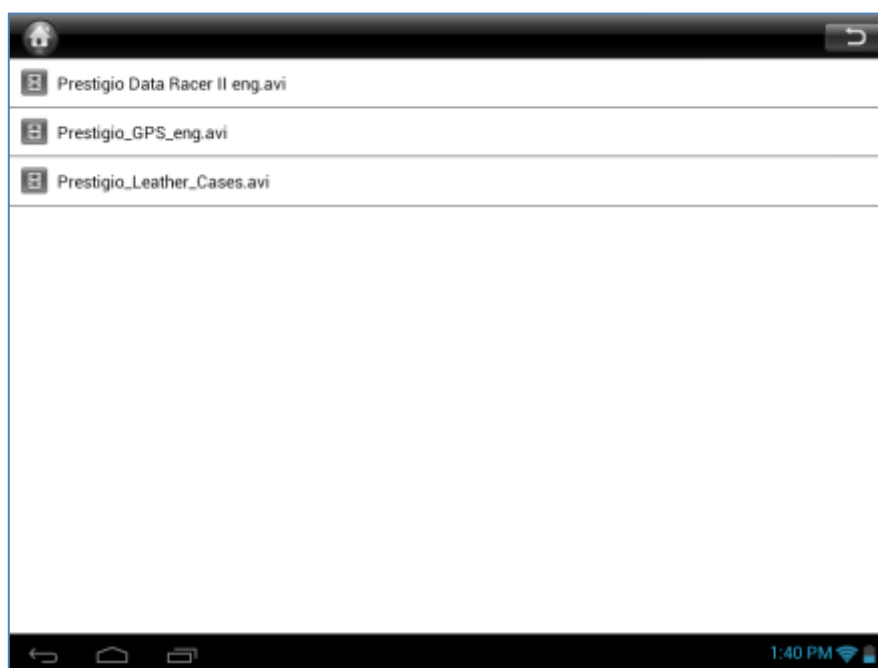 Prestigio Data Racer II eng.avi
Prestigio_GPS_eng.avi
Prestigio_Leather_Cases.avi
1:40 PM